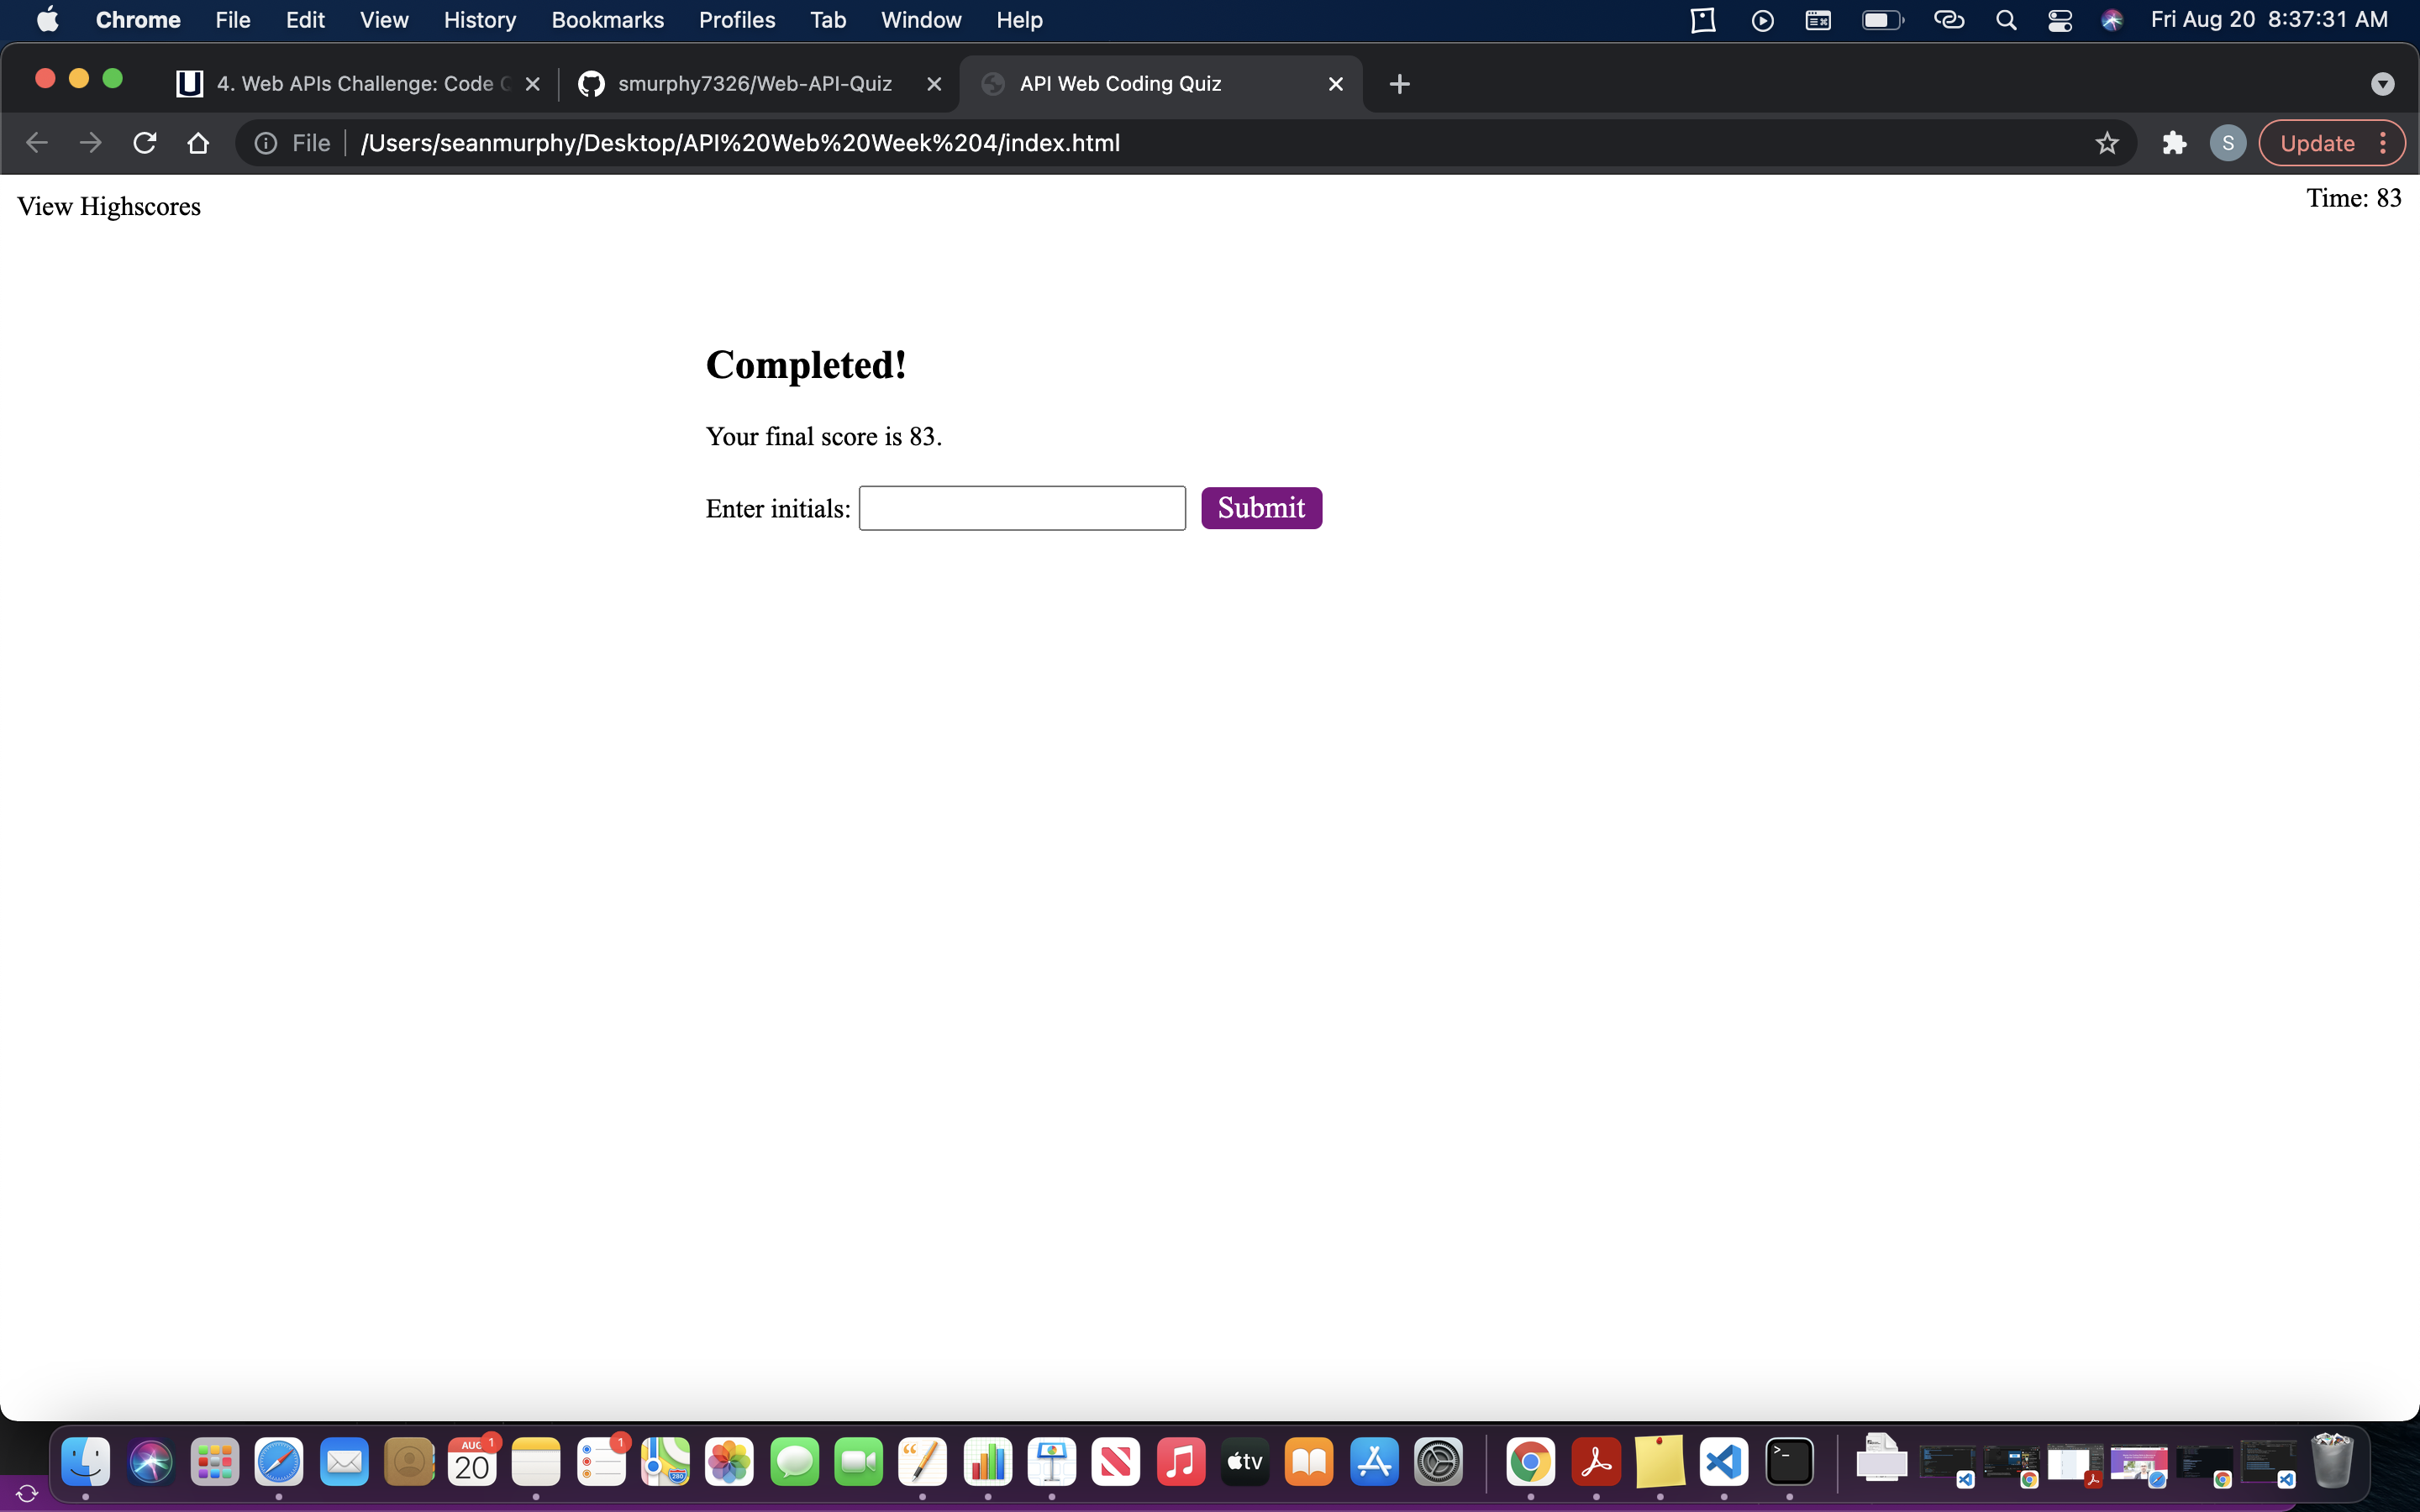 Chrome File Edit View History Bookmarks Profiles Tab Window Help Fri Aug 20 8:37:31 AM
4. Web APIs Challenge: Code smurphy7326/Web-API-Quiz API Web Coding Quiz
File /Users/seanmurphy/Desktop/API%20Web%20Week%204/index.html S Update
View Highscores Time: 83
Completed!
Your final score is 83.
Enter initials: Submit
AUG 1 1
20 280 tv